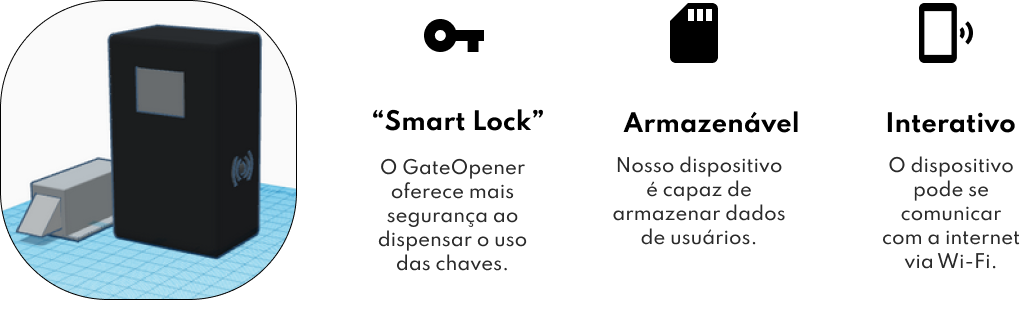 “Smart Lock”
O GateOpener
oferece mais
segurança ao
dispensar o uso
das chaves.
Armazenável
Nosso dispositivo
é capaz de
armazenar dados
de usuários.
Interativo
O dispositivo
pode se
comunicar
com a internet
via Wi-Fi.